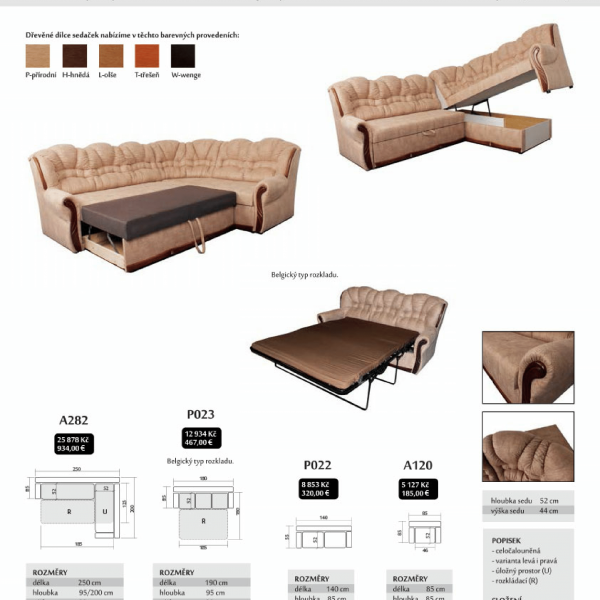 Dřevěné dílce sedaček nabízíme v těchto barevných provedeních:
P-přírodní H-hnědá L-olše T-třešeň W-wenge
Belgický typ rozkladu.
A282
25 878 Kč
934,00 €
P023
12 934 Kč
467,00 €
Belgický typ rozkladu.
P022
8 853 Kč
320,00 €
A120
5 127 Kč
185,00 €
250
85
52
R
U
125
200
185
52
R
185
140
52
85
52
hloubka sedu 52 cm
výška sedu 44 cm
POPISEK
- celočalouněná
- varianta levá i pravá
- úložný prostor (U)
- rozkládací (R)
ROZMĚRY
délka 250 cm
hloubka 95/200 cm
ROZMĚRY
délka 190 cm
hloubka 95 cm
ROZMĚRY
délka 140 cm
hloubka 85 cm
ROZMĚRY
délka 85 cm
hloubka 85 cm